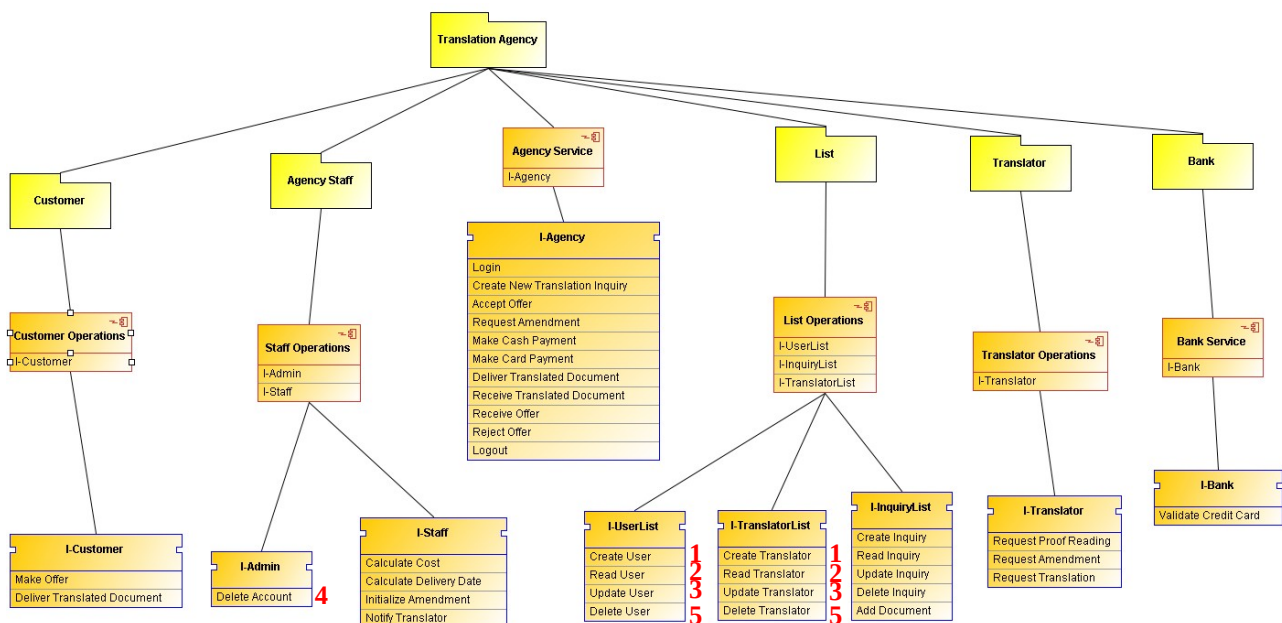 Translation Agency
Customer
Agency Staff
Agency Service
I-Agency
List
Translator
Bank
I-Agency
Login
Create New Translation Inquiry
Accept Offer
Request Amendment
Make Cash Payment
Make Card Payment
Deliver Translated Document
Receive Translated Document
Receive Offer
Reject Offer
Logout
Customer Operations
I-Customer
Staff Operations
I-Admin
I-Staff
List Operations
I-UserList
I-InquiryList
I-TranslatorList
Translator Operations
I-Translator
Bank Service
I-Bank
I-Customer
Make Offer
Deliver Translated Document
I-Admin
Delete Account 4
I-Staff
Calculate Cost
Calculate Delivery Date
Initialize Amendment
Notify Translator
I-UserList
Create User 1
Read User 2
Update User 3
Delete User 5
I-TranslatorList
Create Translator 1
Read Translator 2
Update Translator 3
Delete Translator 5
I-InquiryList
Create Inquiry
Read Inquiry
Update Inquiry
Delete Inquiry
Add Document
I-Translator
Request Proof Reading
Request Amendment
Request Translation
I-Bank
Validate Credit Card